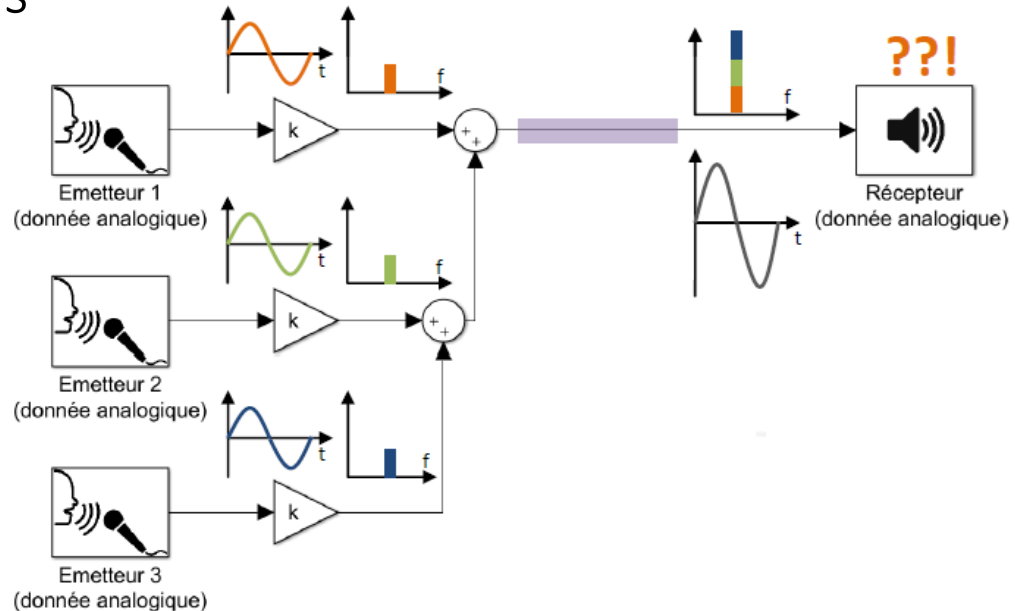 S
t
f
k
+
+
Emetteur 1
(donnée analogique)
f
t
??!
Récepteur
(donnée analogique)
t
f
k
+
+
Emetteur 2
(donnée analogique)
t
f
k
Emetteur 3
(donnée analogique)